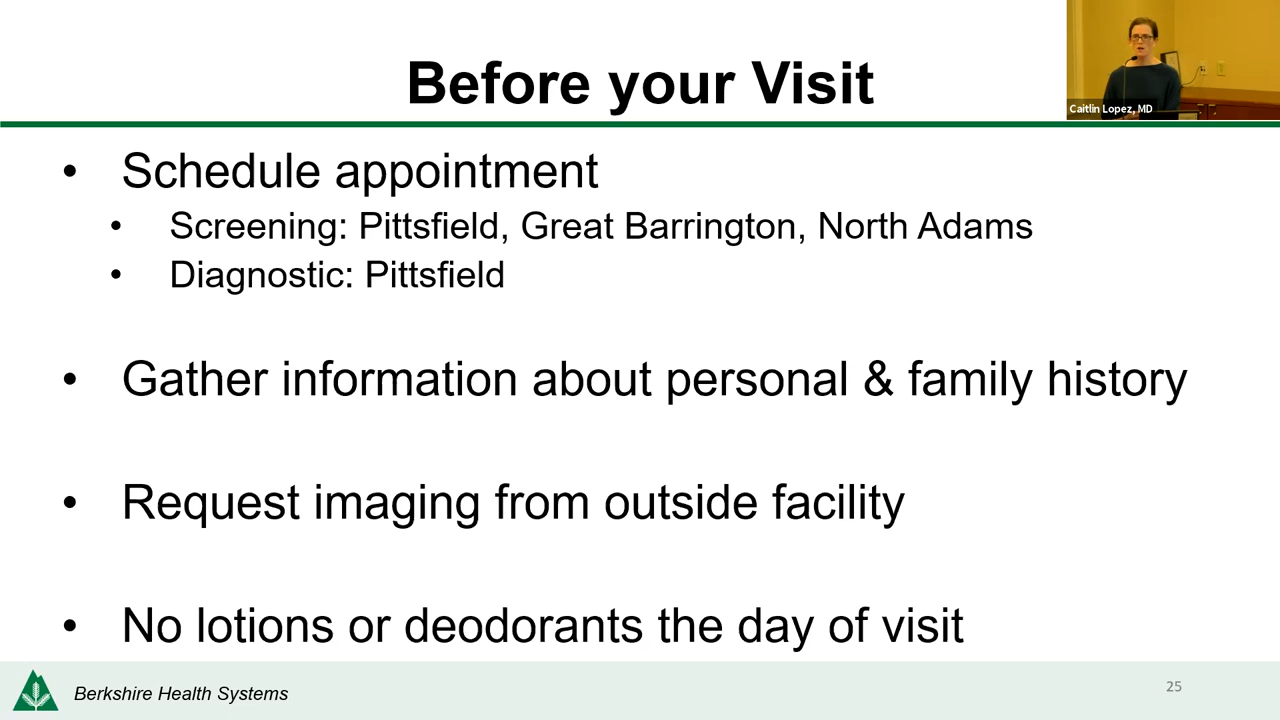 Before your Visit
Caitlin Lopez, MD
• Schedule appointment
• Screening: Pittsfield, Great Barrington, North Adams
• Diagnostic: Pittsfield
• Gather information about personal & family history
• Request imaging from outside facility
• No lotions or deodorants the day of visit
Berkshire Health Systems
25